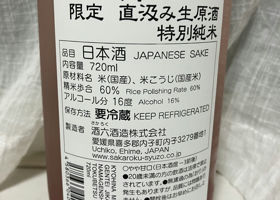 限定 直汲み生原酒
特別純米
品目 日本酒 JAPANESE SAKE
内容量 720ml
原材料名 米(国産)、米こうじ(国産米)
精米歩合 60% Rice Polishing Rate 60%
アルコール分 16度 Alcohol 16%
保存方法 要冷蔵 KEEP REFRIGERATED
製造者 酒六酒造株式会社
愛媛県喜多郡内子町内子3279番地1
Uchiko, Ehime, JAPAN
www.sakaroku-syuzo.co.jp